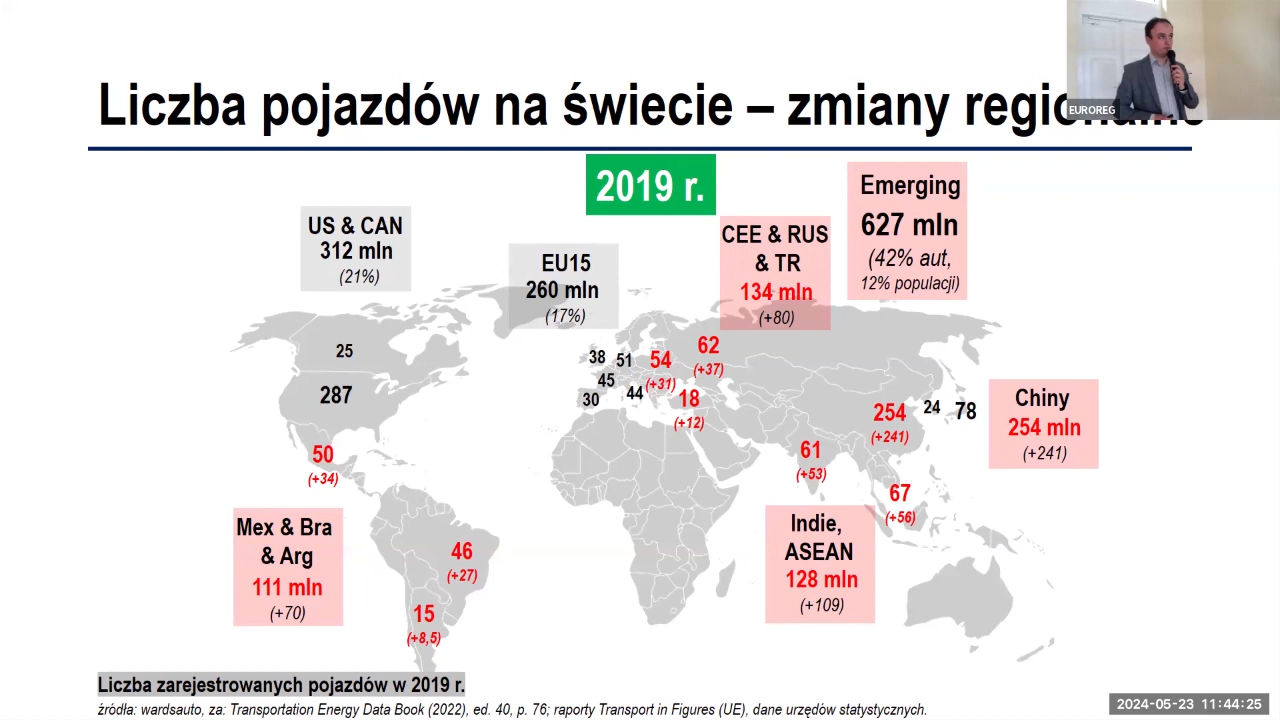 Liczba pojazdów na świecie – zmiany regionalne
EUROREG
2019 r.
Emerging
627 mln
(42% aut,
12% populacji)
US & CAN
312 mln
(21%)
EU15
260 mln
(17%)
CEE & RUS
& TR
134 mln
(+80)
25
287
50
(+34)
38
51
45
30
44
54
(+31)
62
(+37)
18
(+12)
254
(+241)
24
78
61
(+53)
67
(+56)
Chiny
254 mln
(+241)
Mex & Bra
& Arg
111 mln
(+70)
46
(+27)
15
(+8,5)
Indie,
ASEAN
128 mln
(+109)
Liczba zarejestrowanych pojazdów w 2019 r.
źródła: wardsauto, za: Transportation Energy Data Book (2022), ed. 40, p. 76; raporty Transport in Figures (UE), dane urzędów statystycznych.
2024-05-23 11:44:25